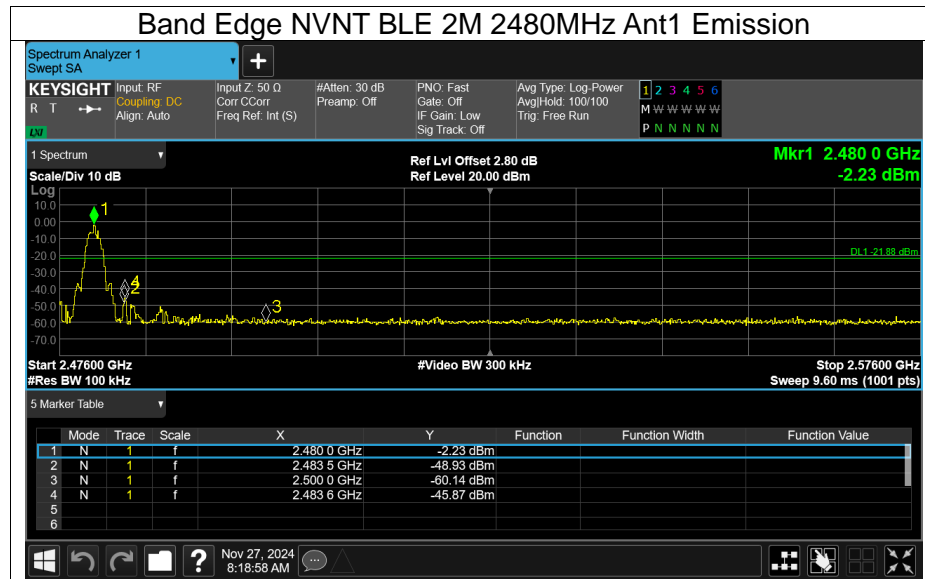 Band Edge NVNT BLE 2M 2480MHz Ant1 Emission
Spectrum Analyzer 1
Swept SA
+
KEYSIGHT Input: RF Input Z: 50 Ω #Atten: 30 dB PNO: Fast Avg Type: Log-Power 1 2 3 4 5 6
R T Coupling: DC Corr CCorr Preamp: Off Gate: Off Avg|Hold: 100/100 M W W W W W
Align: Auto Freq Ref: Int (S) IF Gain: Low Trig: Free Run
LXI Sig Track: Off P N N N N N
1 Spectrum Ref Lvl Offset 2.80 dB Mkr1 2.480 0 GHz
Scale/Div 10 dB Ref Level 20.00 dBm -2.23 dBm
Log
10.0 1
0.00
-10.0
-20.0 DL1 -21.88 dBm
-30.0
-40.0 4 2
-50.0 3
-60.0
-70.0
Start 2.47600 GHz #Video BW 300 kHz Stop 2.57600 GHz
#Res BW 100 kHz Sweep 9.60 ms (1001 pts)
5 Marker Table
Mode Trace Scale X Y Function Function Width Function Value
1 N 1 f 2.480 0 GHz -2.23 dBm
2 N 1 f 2.483 5 GHz -48.93 dBm
3 N 1 f 2.500 0 GHz -60.14 dBm
4 N 1 f 2.483 6 GHz -45.87 dBm
5
6
? Nov 27, 2024
8:18:58 AM